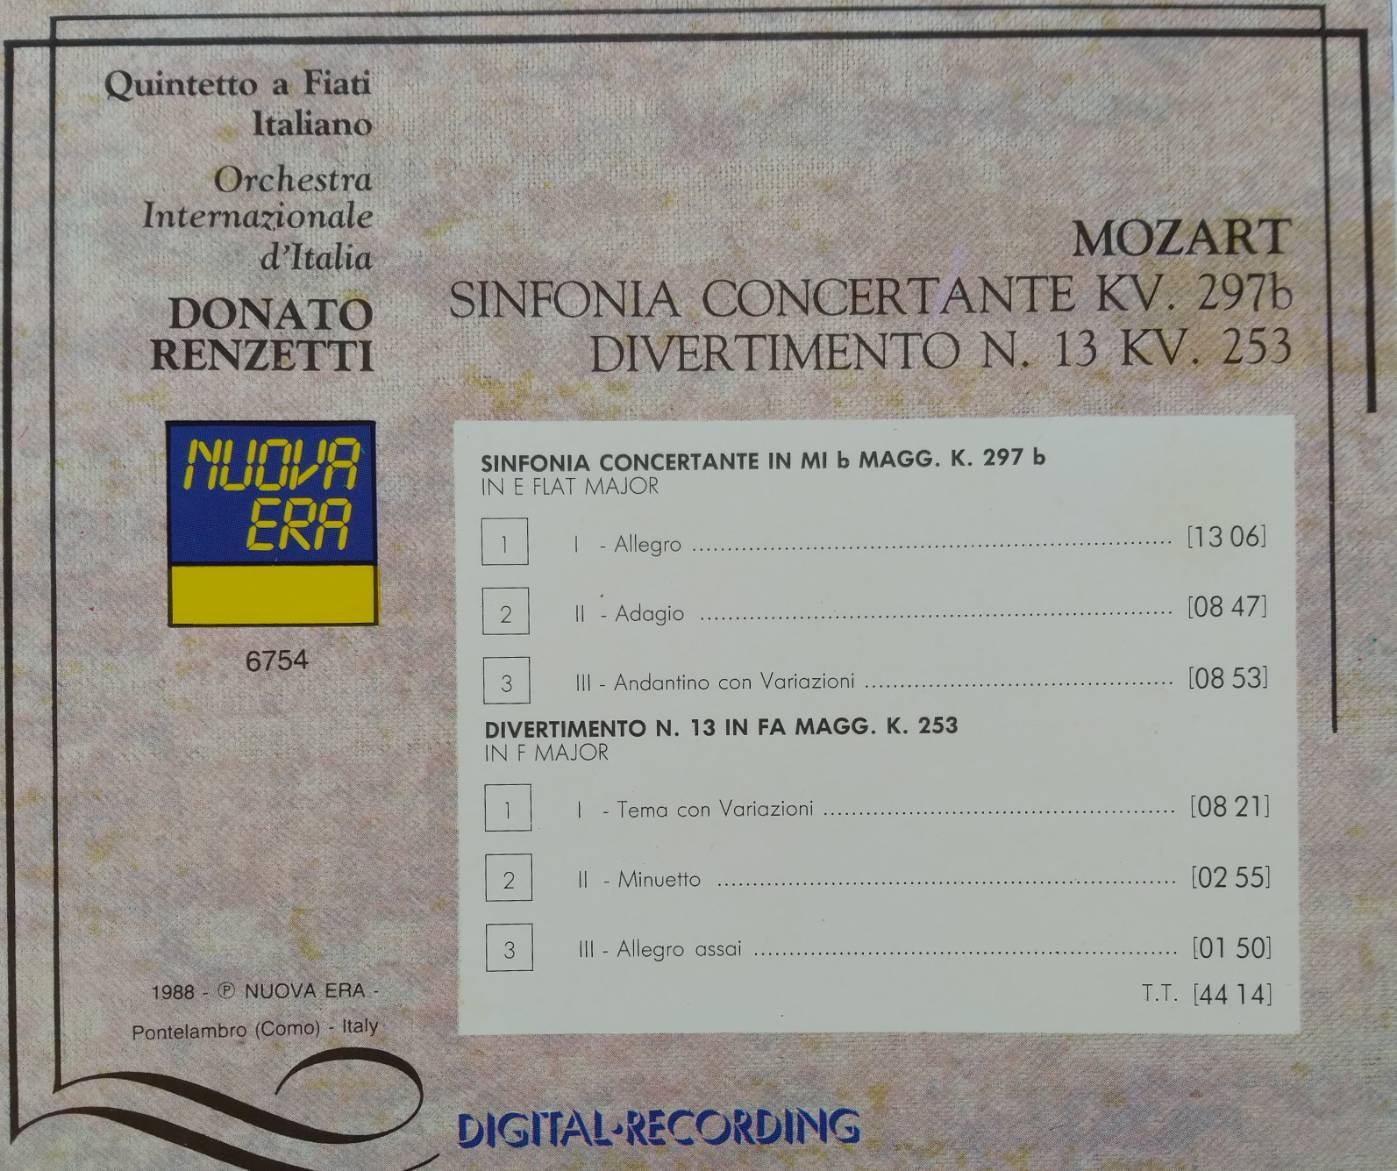 Quintetto a Fiati
Italiano
Orchestra
Internazionale
d'Italia
DONATO
RENZETTI
MOZART
SINFONIA CONCERTANTE KV. 297b
DIVERTIMENTO N. 13 KV. 253
NUOVA
ERA
6754
SINFONIA CONCERTANTE IN MI b MAGG. K. 297 b
IN E FLAT MAJOR
1 I - Allegro [13 06]
2 II - Adagio [08 47]
3 III - Andantino con Variazioni [08 53]
DIVERTIMENTO N. 13 IN FA MAGG. K. 253
IN F MAJOR
1 I - Tema con Variazioni [08 21]
2 II - Minuetto [02 55]
3 III - Allegro assai [01 50]
T.T. [44 14]
1988 - ℗ NUOVA ERA -
Pontelambro (Como) - Italy
DIGITAL·RECORDING